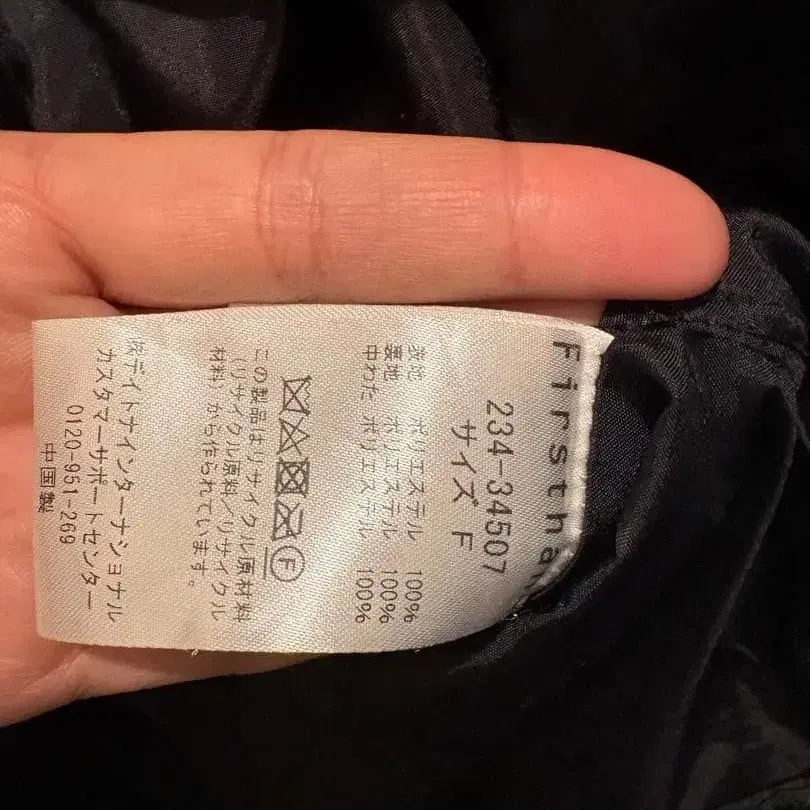 Firstha
234-34507
サイズ F
表地 ポリエステル 100%
裏地 ポリエステル 100%
中わた ポリエステル 100%
F
この製品はリサイクル原材料
(リサイクル原料/リサイクル
材料)から作られています。
㈱デイトナインターナショナル
カスタマーサポートセンター
0120-951-269
中国製